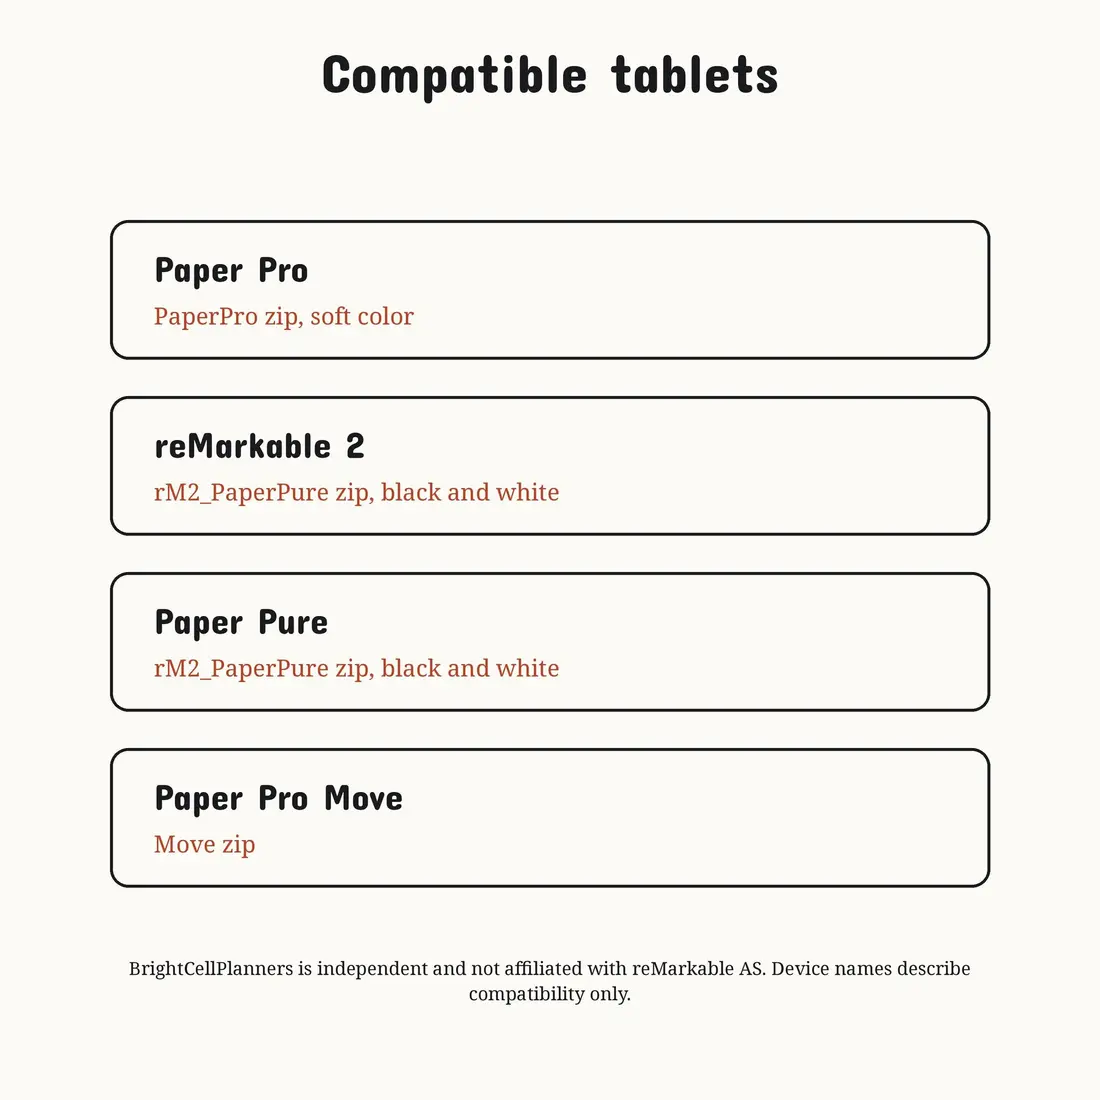 Compatible tablets
Paper Pro
PaperPro zip, soft color
reMarkable 2
rM2_PaperPure zip, black and white
Paper Pure
rM2_PaperPure zip, black and white
Paper Pro Move
Move zip
BrightCellPlanners is independent and not affiliated with reMarkable AS. Device names describe
compatibility only.